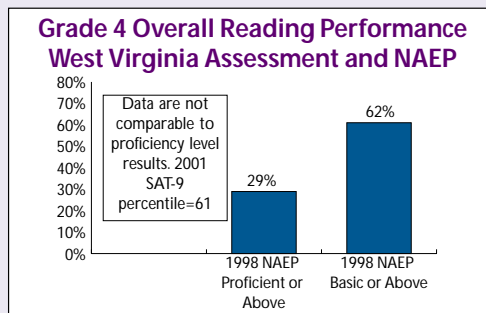 Grade 4 Overall Reading Performance
West Virginia Assessment and NAEP
80%
70%
60%
50%
40%
30%
20%
10%
0%
Data are not
comparable to
proficiency level
results. 2001
SAT-9
percentile=61
29%
62%
1998 NAEP
Proficient or
Above
1998 NAEP
Basic or Above